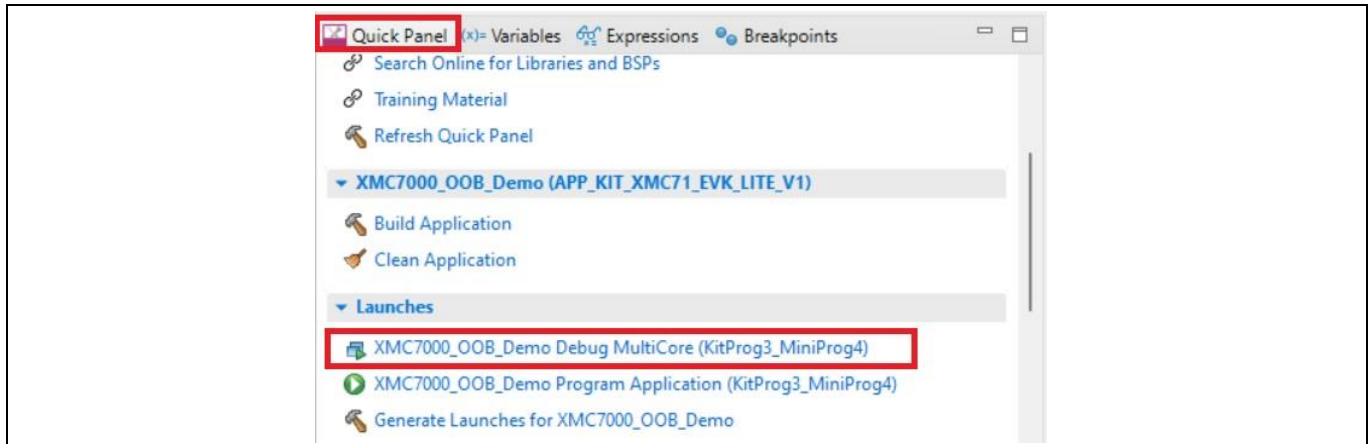 Quick Panel (x)= Variables Expressions Breakpoints
Search Online for Libraries and BSPs
Training Material
Refresh Quick Panel
XMC7000_OOB_Demo (APP_KIT_XMC71_EVK_LITE_V1)
Build Application
Clean Application
Launches
XMC7000_OOB_Demo Debug MultiCore (KitProg3_MiniProg4)
XMC7000_OOB_Demo Program Application (KitProg3_MiniProg4)
Generate Launches for XMC7000_OOB_Demo